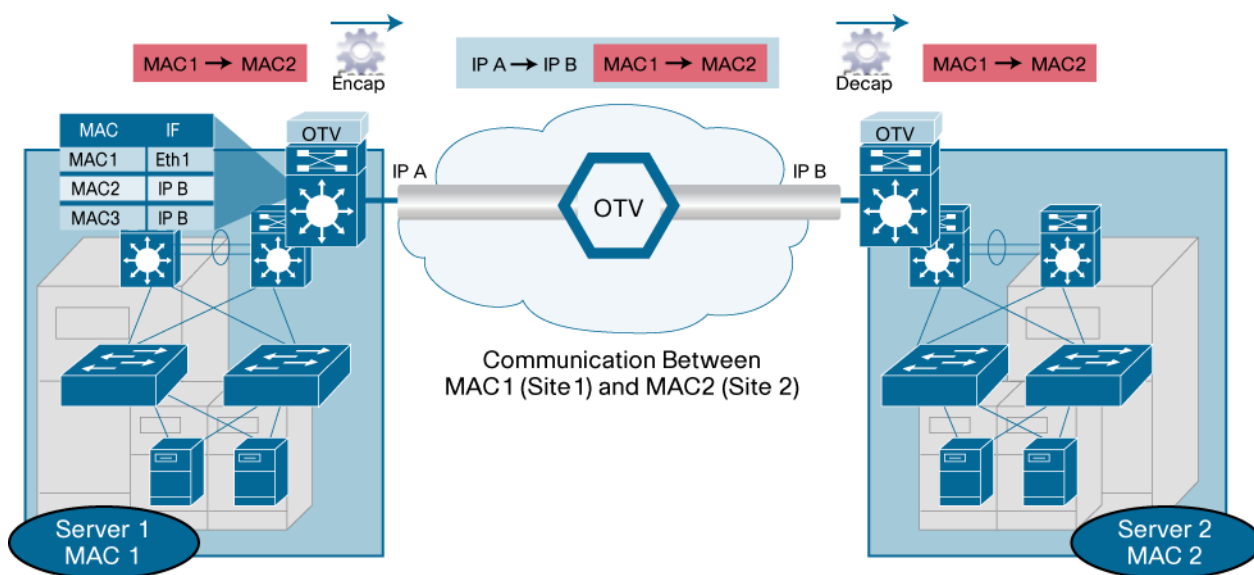 MAC1 → MAC2
Encap
IP A → IP B MAC1 → MAC2
Decap
MAC1 → MAC2
MAC IF
MAC1 Eth1
MAC2 IP B
MAC3 IP B
OTV
IP A
OTV
IP B
OTV
Communication Between
MAC1 (Site1) and MAC2 (Site 2)
Server 1
MAC 1
Server 2
MAC 2